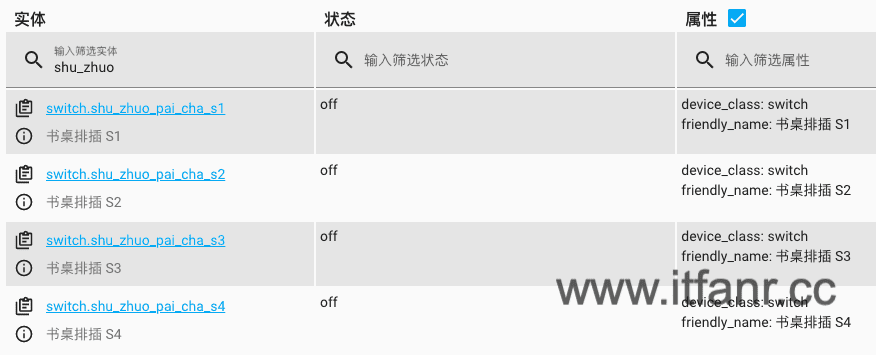 实体 状态 属性
输入筛选实体
shu_zhuo 输入筛选状态 输入筛选属性
switch.shu_zhuo_pai_cha_s1 off device_class: switch
书桌排插 S1 friendly_name: 书桌排插 S1
switch.shu_zhuo_pai_cha_s2 off device_class: switch
书桌排插 S2 friendly_name: 书桌排插 S2
switch.shu_zhuo_pai_cha_s3 off device_class: switch
书桌排插 S3 friendly_name: 书桌排插 S3
www.itfanr.cc
switch.shu_zhuo_pai_cha_s4 off device_class: switch
书桌排插 S4 friendly_name: 书桌排插 S4